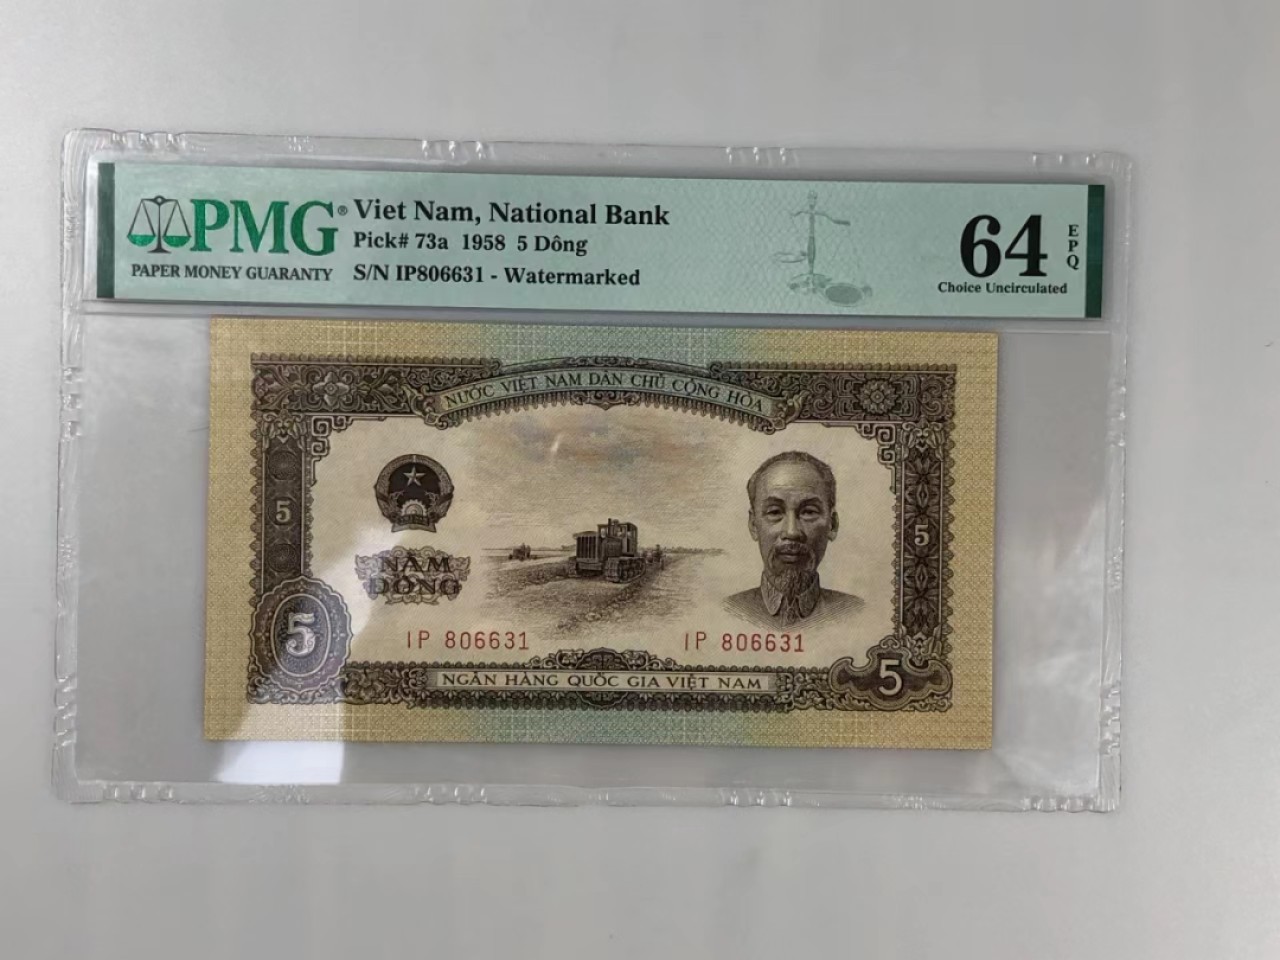 PMG®
PAPER MONEY GUARANTY
Viet Nam, National Bank
Pick# 73a 1958 5 Dông
S/N IP806631 - Watermarked
64
EPQ
Choice Uncirculated
NƯỚC VIỆT NAM DÂN CHỦ CỘNG HÒA
5
5
NĂM
ĐỒNG
5
IP 806631
IP 806631
5
NGÂN HÀNG QUỐC GIA VIỆT NAM